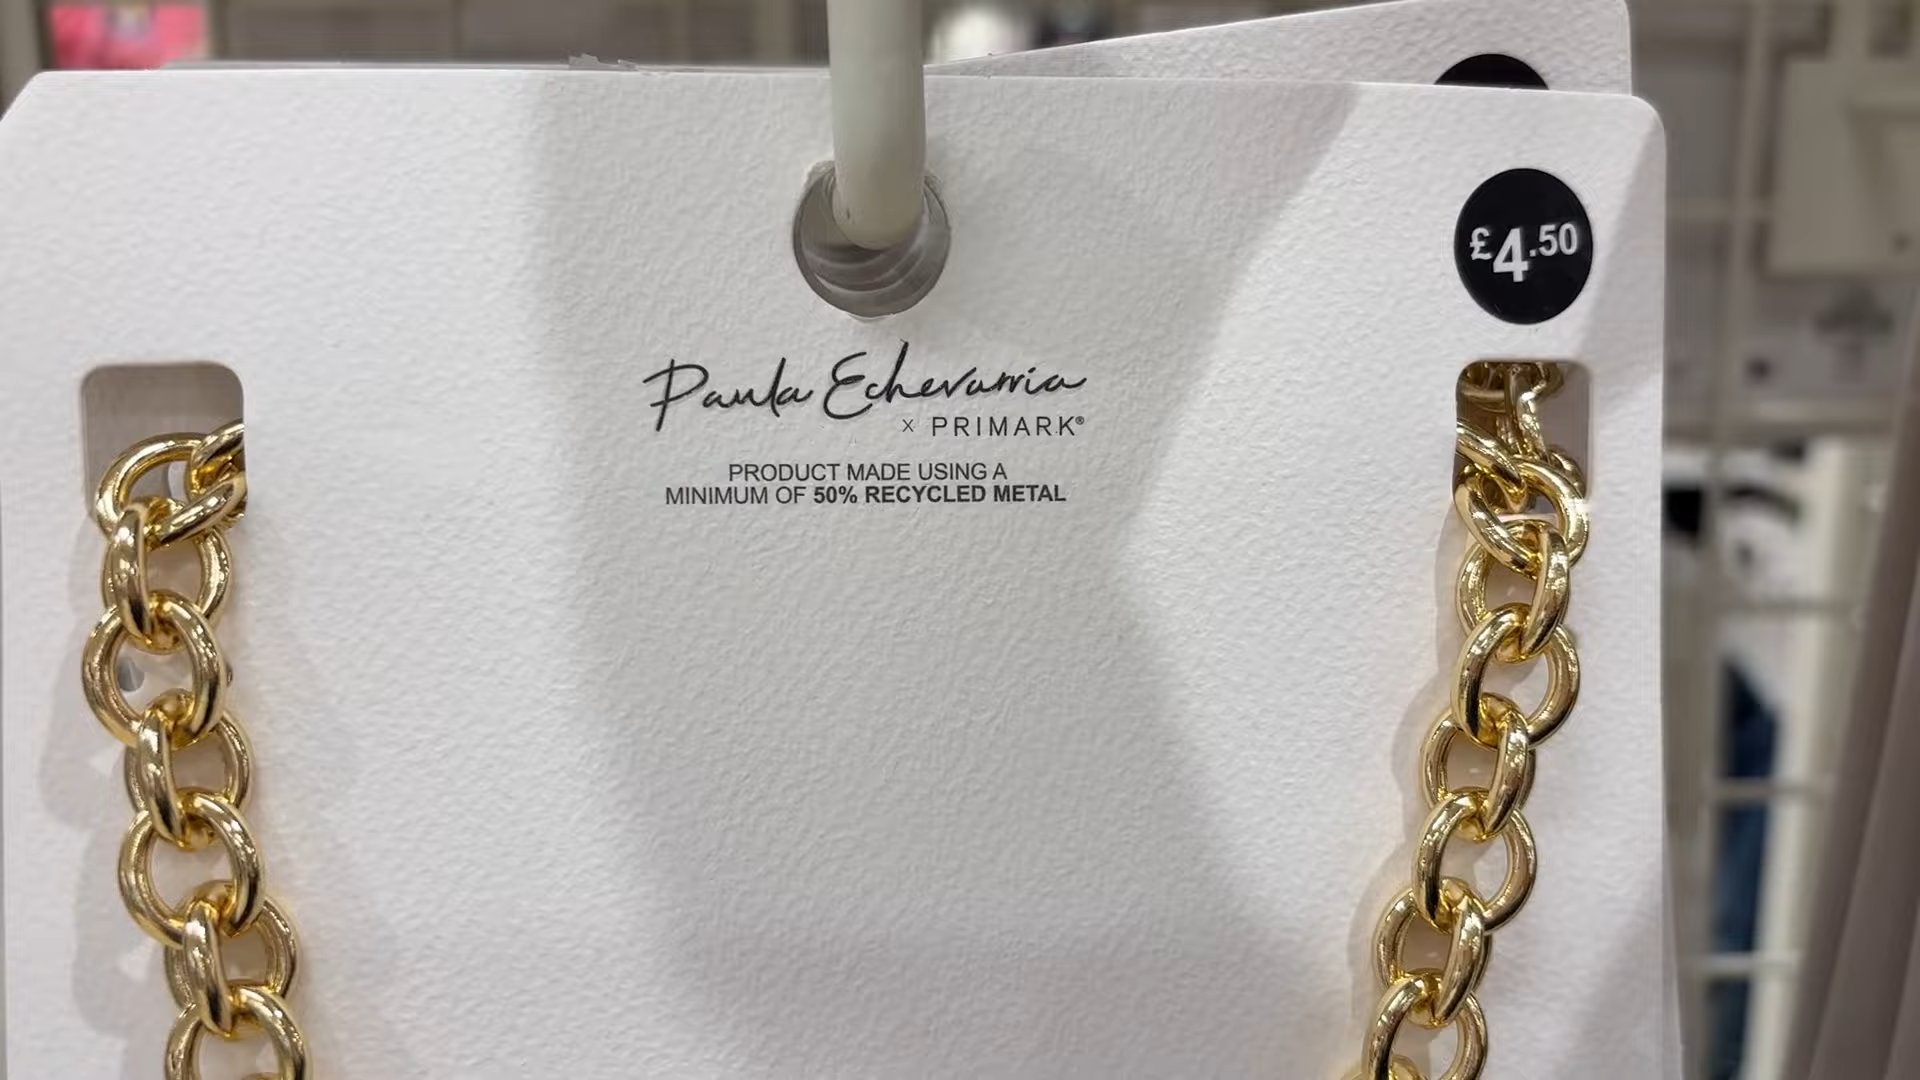 £4.50
Paula Echevarria
x PRIMARK®
PRODUCT MADE USING A
MINIMUM OF 50% RECYCLED METAL